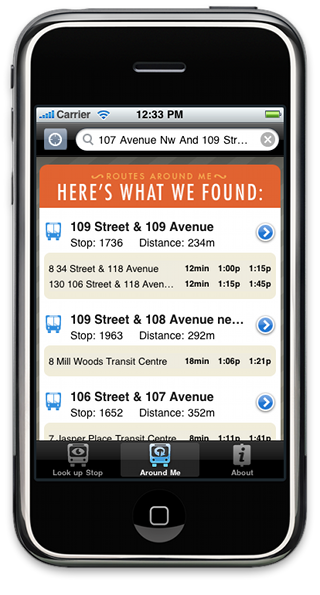 Carrier 12:33 PM
107 Avenue Nw And 109 Str...
ROUTES AROUND ME
HERE'S WHAT WE FOUND:
109 Street & 109 Avenue
Stop: 1736 Distance: 234m
8 34 Street & 118 Avenue 12min 1:00p 1:15p
130 106 Street & 118 Aven... 12min 1:15p 1:45p
109 Street & 108 Avenue ne...
Stop: 1963 Distance: 292m
8 Mill Woods Transit Centre 18min 1:06p 1:21p
106 Street & 107 Avenue
Stop: 1652 Distance: 352m
7 Jasper Place Transit Centre 8min 1:11p 1:41p
Look up Stop Around Me About